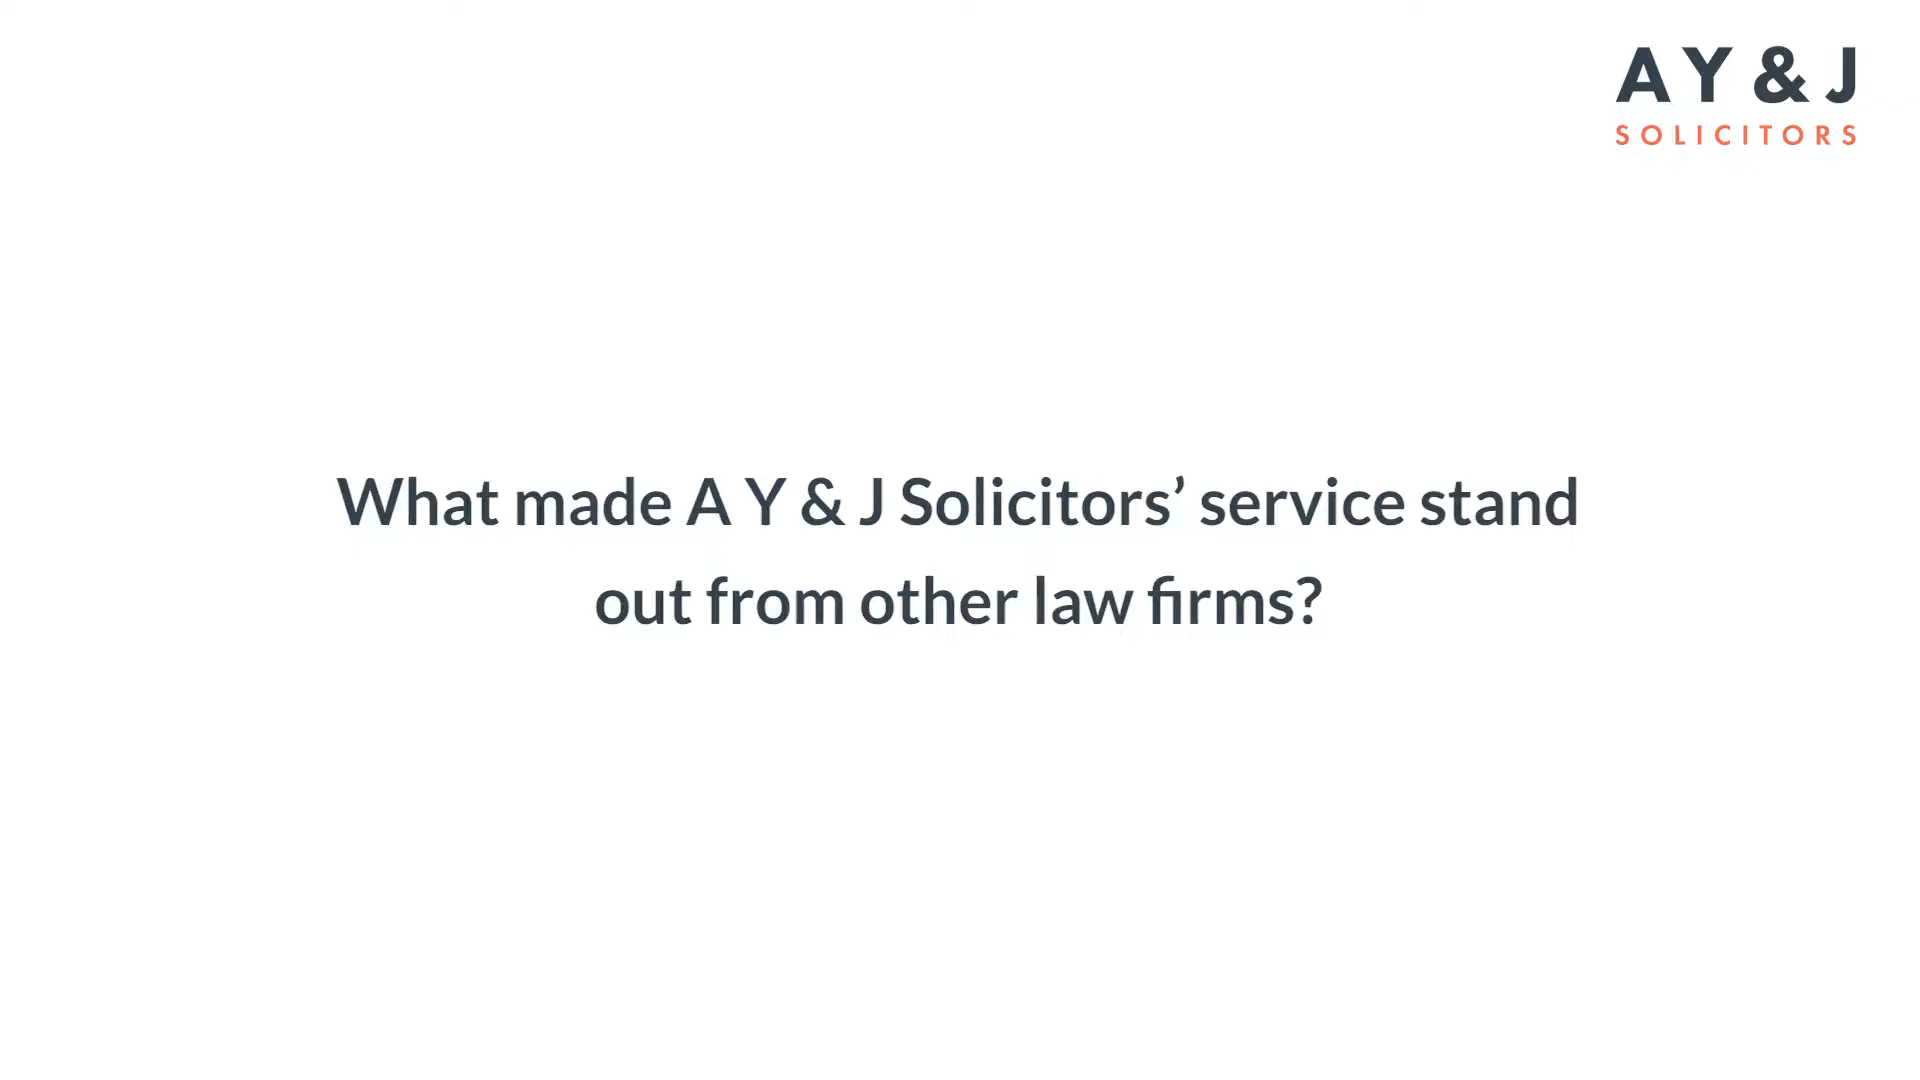 A Y & J
SOLICITORS
What made A Y & J Solicitors’ service stand
out from other law firms?